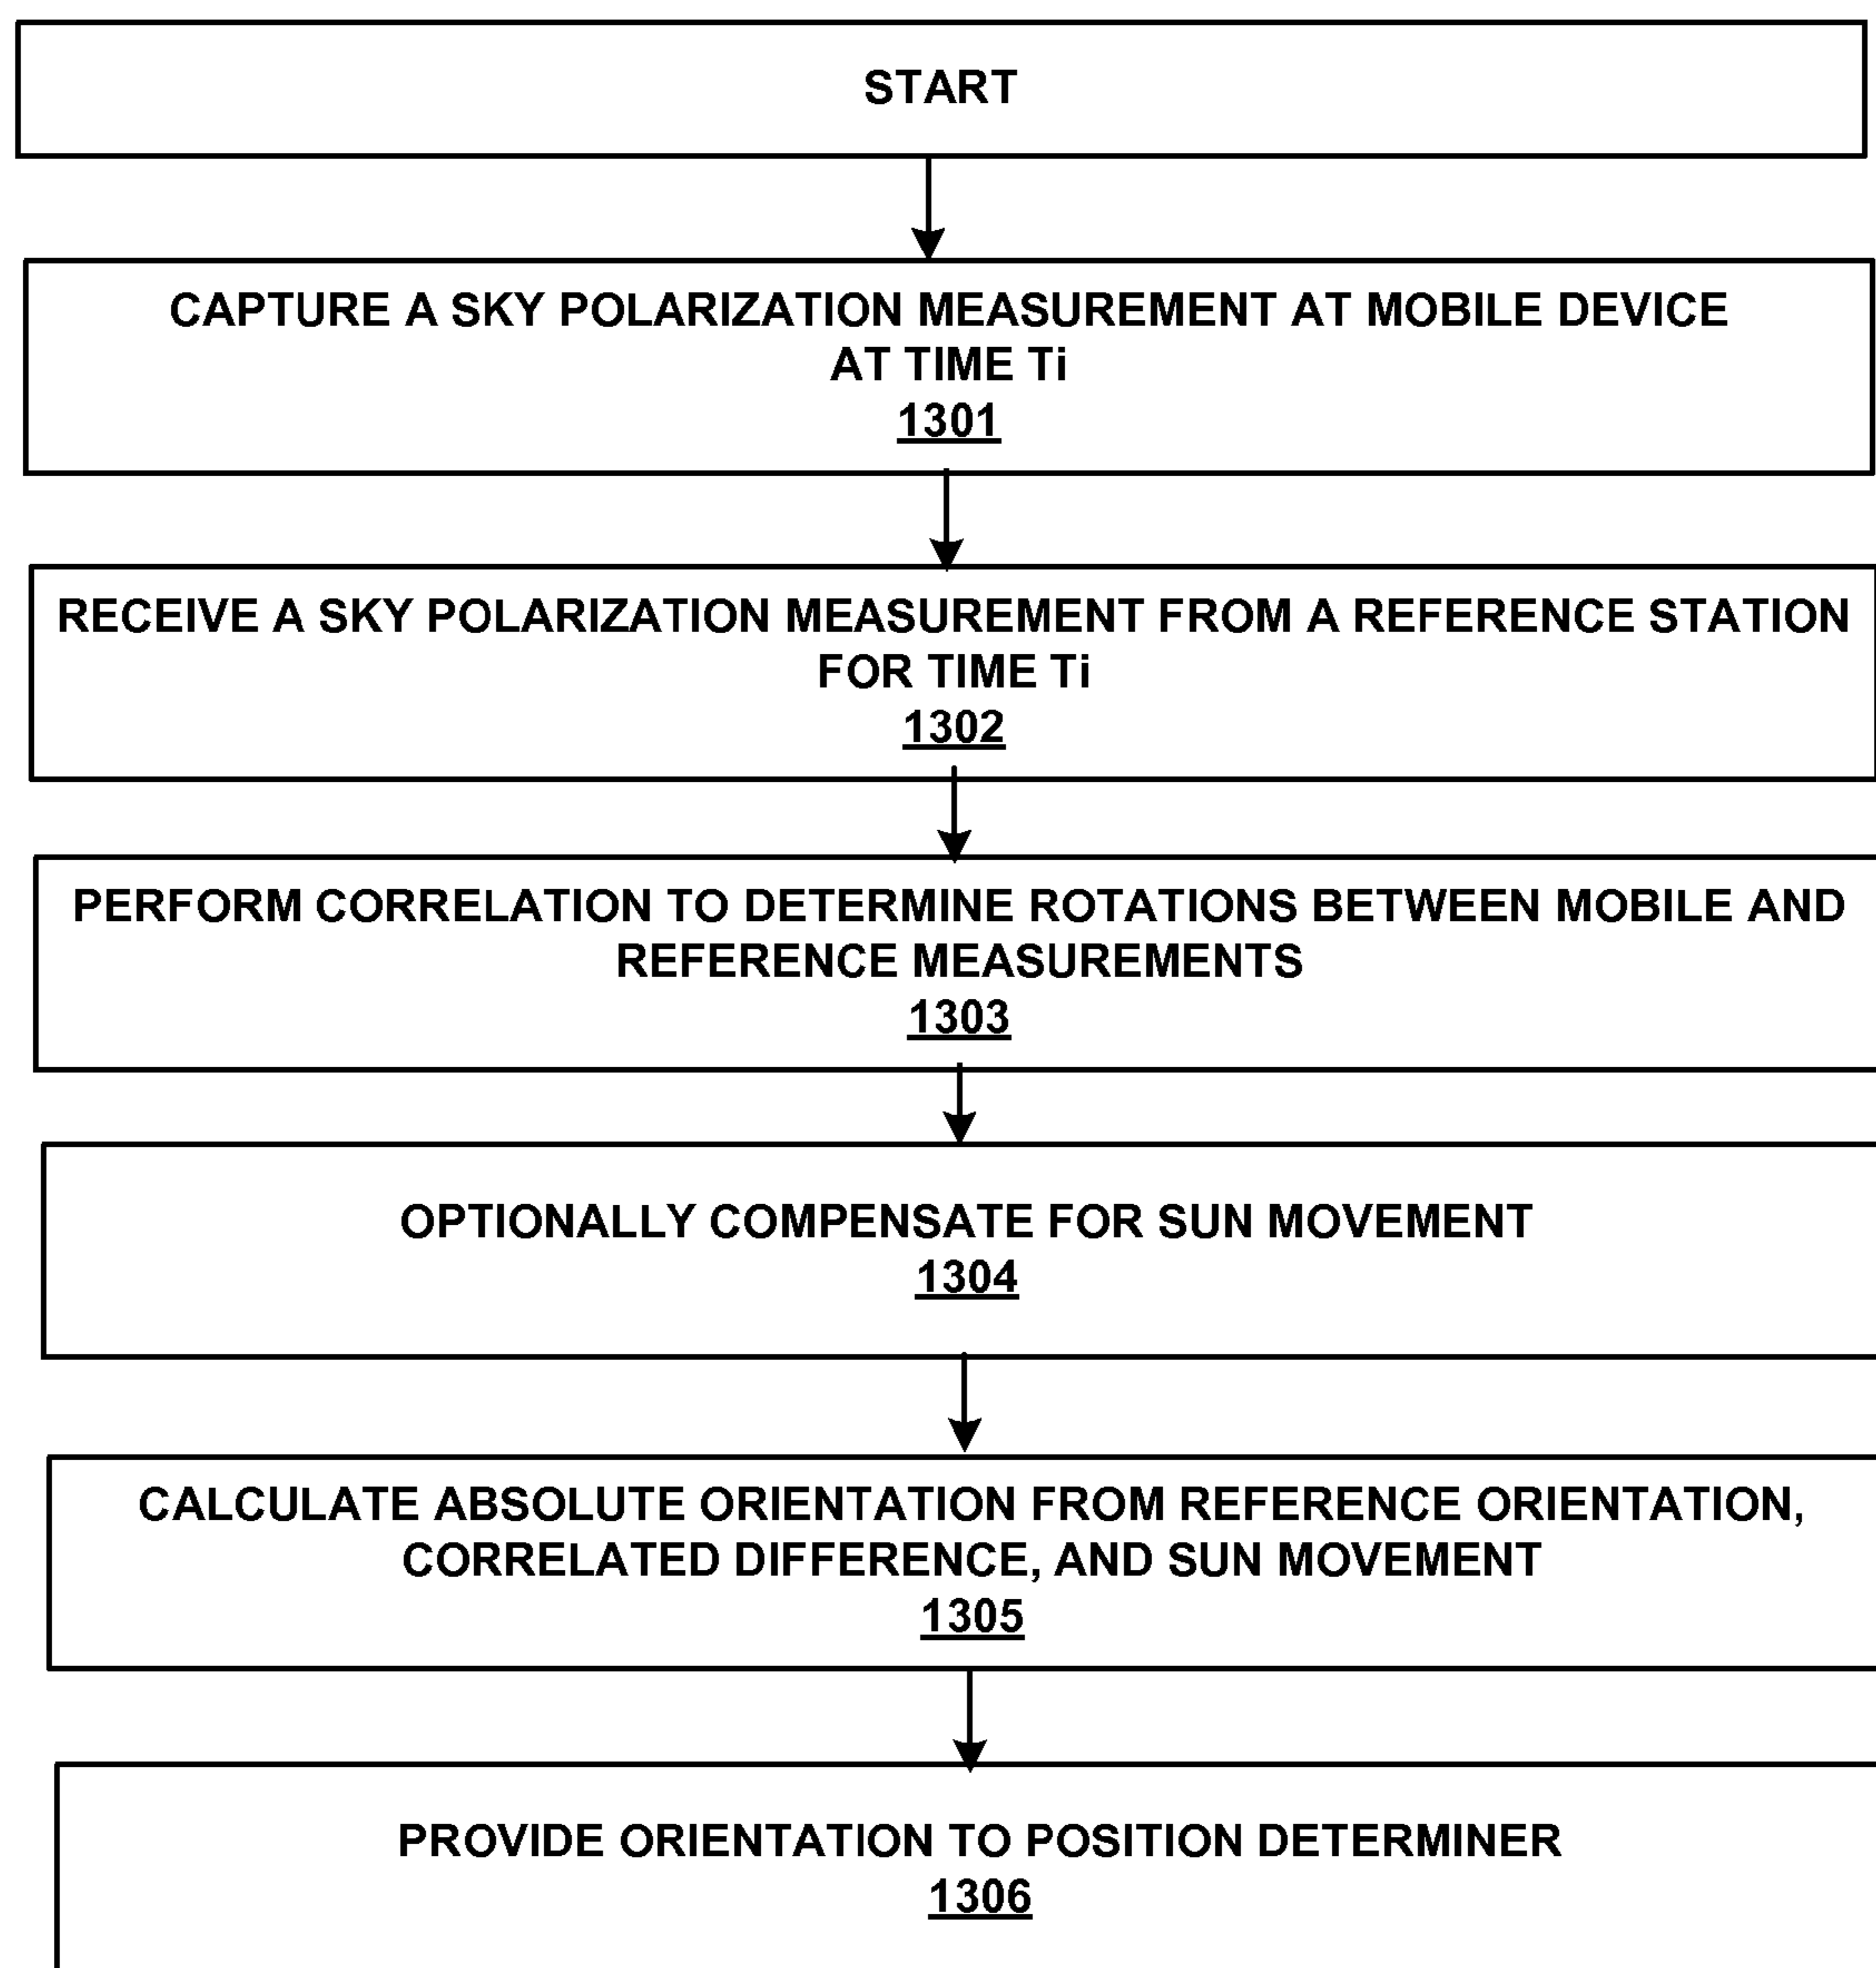 START
CAPTURE A SKY POLARIZATION MEASUREMENT AT MOBILE DEVICE
AT TIME Ti
1301
RECEIVE A SKY POLARIZATION MEASUREMENT FROM A REFERENCE STATION
FOR TIME Ti
1302
PERFORM CORRELATION TO DETERMINE ROTATIONS BETWEEN MOBILE AND
REFERENCE MEASUREMENTS
1303
OPTIONALLY COMPENSATE FOR SUN MOVEMENT
1304
CALCULATE ABSOLUTE ORIENTATION FROM REFERENCE ORIENTATION,
CORRELATED DIFFERENCE, AND SUN MOVEMENT
1305
PROVIDE ORIENTATION TO POSITION DETERMINER
1306